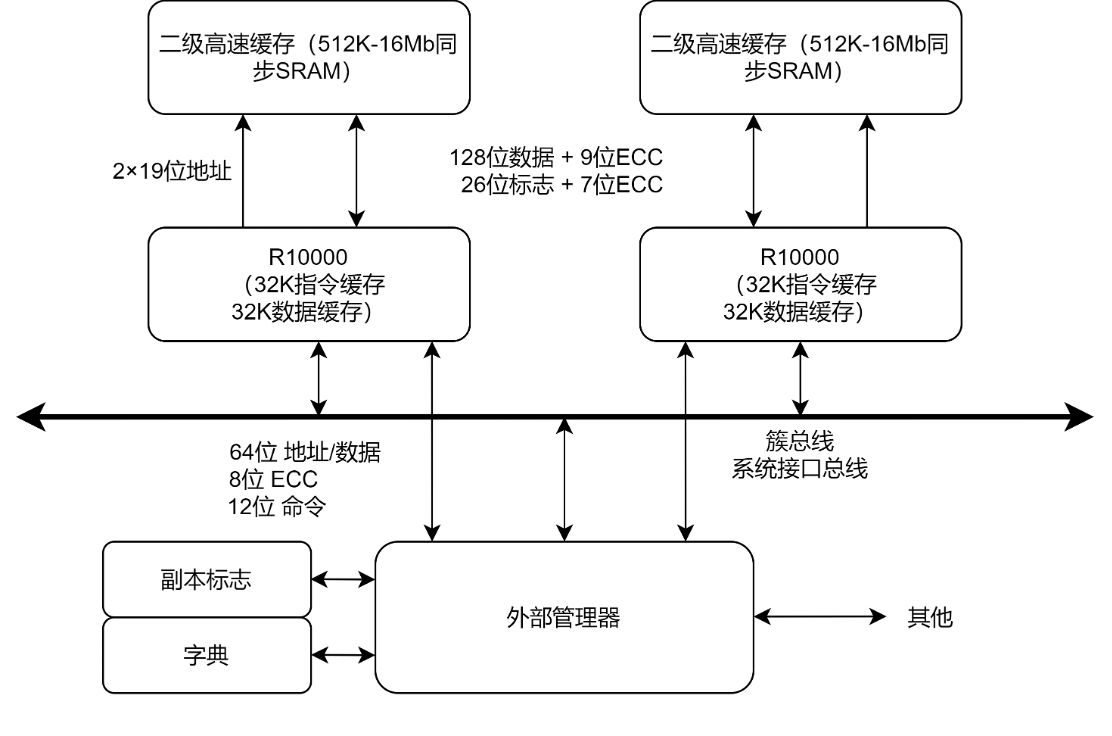 二级高速缓存（512K-16Mb同
步SRAM）
二级高速缓存（512K-16Mb同
步SRAM）
2×19位地址
128位数据 + 9位ECC
26位标志 + 7位ECC
R10000
（32K指令缓存
32K数据缓存）
R10000
（32K指令缓存
32K数据缓存）
64位 地址/数据
8位 ECC
12位 命令
簇总线
系统接口总线
副本标志
字典
外部管理器
其他